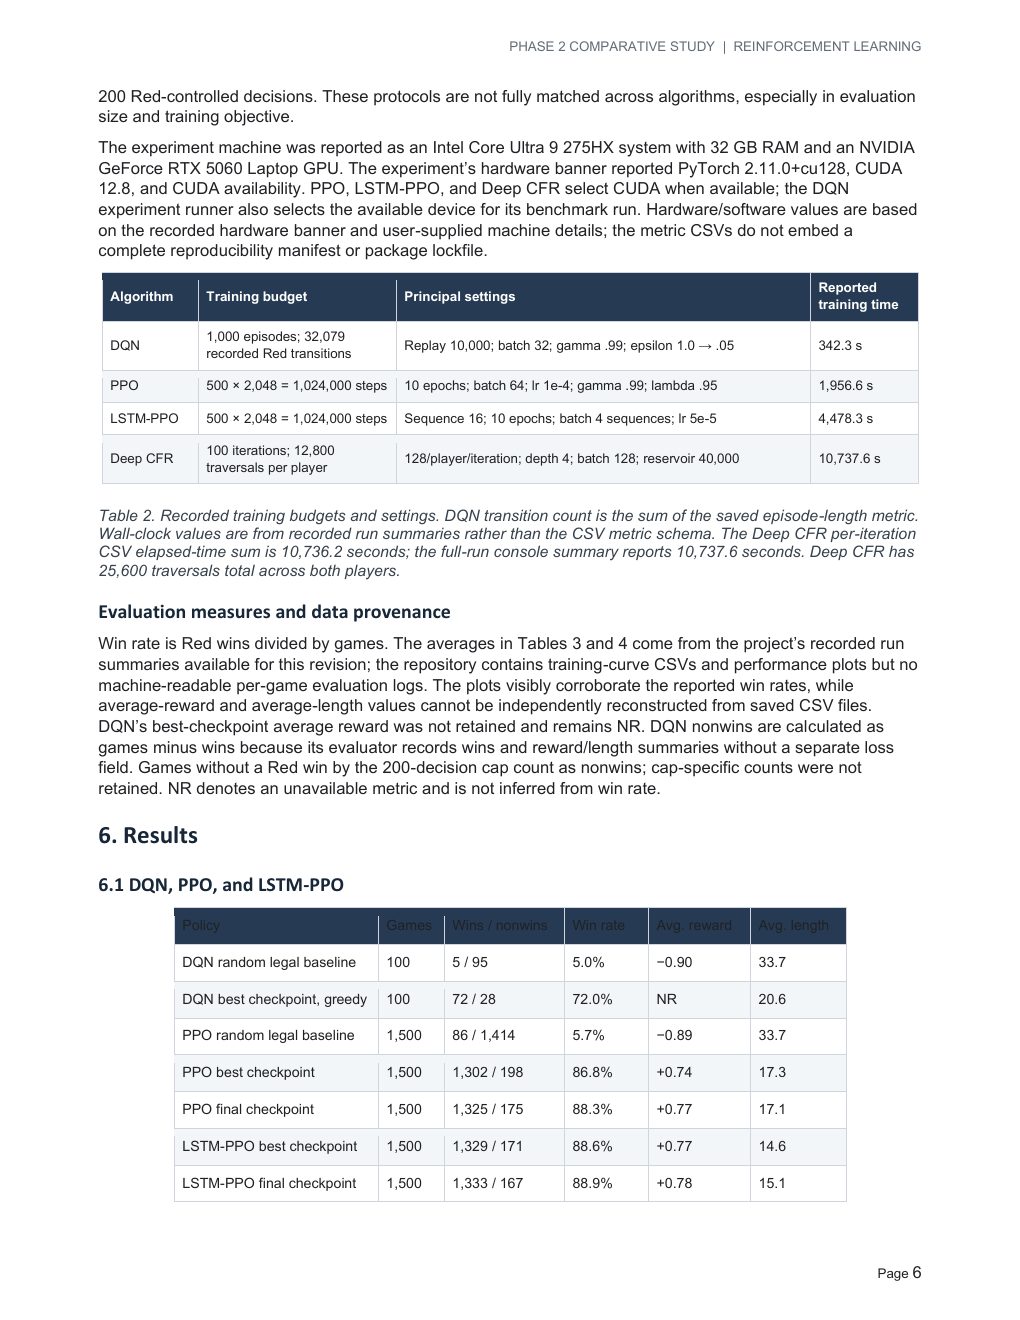 PHASE 2 COMPARATIVE STUDY | REINFORCEMENT LEARNING
200 Red-controlled decisions. These protocols are not fully matched across algorithms, especially in evaluation
size and training objective.
The experiment machine was reported as an Intel Core Ultra 9 275HX system with 32 GB RAM and an NVIDIA
GeForce RTX 5060 Laptop GPU. The experiment’s hardware banner reported PyTorch 2.11.0+cu128, CUDA
12.8, and CUDA availability. PPO, LSTM-PPO, and Deep CFR select CUDA when available; the DQN
experiment runner also selects the available device for its benchmark run. Hardware/software values are based
on the recorded hardware banner and user-supplied machine details; the metric CSVs do not embed a
complete reproducibility manifest or package lockfile.
Algorithm Training budget Principal settings Reported training time
DQN 1,000 episodes; 32,079 recorded Red transitions Replay 10,000; batch 32; gamma .99; epsilon 1.0 → .05 342.3 s
PPO 500 × 2,048 = 1,024,000 steps 10 epochs; batch 64; lr 1e-4; gamma .99; lambda .95 1,956.6 s
LSTM-PPO 500 × 2,048 = 1,024,000 steps Sequence 16; 10 epochs; batch 4 sequences; lr 5e-5 4,478.3 s
Deep CFR 100 iterations; 12,800 traversals per player 128/player/iteration; depth 4; batch 128; reservoir 40,000 10,737.6 s
Table 2. Recorded training budgets and settings. DQN transition count is the sum of the saved episode-length metric.
Wall-clock values are from recorded run summaries rather than the CSV metric schema. The Deep CFR per-iteration
CSV elapsed-time sum is 10,736.2 seconds; the full-run console summary reports 10,737.6 seconds. Deep CFR has
25,600 traversals total across both players.
Evaluation measures and data provenance
Win rate is Red wins divided by games. The averages in Tables 3 and 4 come from the project’s recorded run
summaries available for this revision; the repository contains training-curve CSVs and performance plots but no
machine-readable per-game evaluation logs. The plots visibly corroborate the reported win rates, while
average-reward and average-length values cannot be independently reconstructed from saved CSV files.
DQN’s best-checkpoint average reward was not retained and remains NR. DQN nonwins are calculated as
games minus wins because its evaluator records wins and reward/length summaries without a separate loss
field. Games without a Red win by the 200-decision cap count as nonwins; cap-specific counts were not
retained. NR denotes an unavailable metric and is not inferred from win rate.
6. Results
6.1 DQN, PPO, and LSTM-PPO
Policy Games Wins / nonwins Win rate Avg. reward Avg. length
DQN random legal baseline 100 5 / 95 5.0% −0.90 33.7
DQN best checkpoint, greedy 100 72 / 28 72.0% NR 20.6
PPO random legal baseline 1,500 86 / 1,414 5.7% −0.89 33.7
PPO best checkpoint 1,500 1,302 / 198 86.8% +0.74 17.3
PPO final checkpoint 1,500 1,325 / 175 88.3% +0.77 17.1
LSTM-PPO best checkpoint 1,500 1,329 / 171 88.6% +0.77 14.6
LSTM-PPO final checkpoint 1,500 1,333 / 167 88.9% +0.78 15.1
Page 6